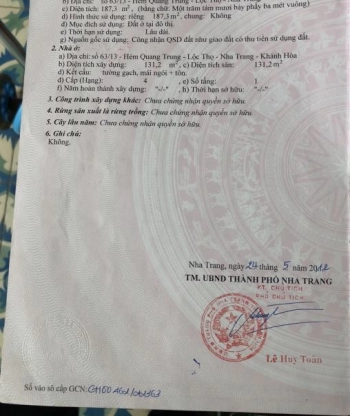 b) Địa chỉ: số 63/13 - Hẻm Quang Trung - Lộc Thọ - Nha
c) Diện tích: 187,3 m², (bằng chữ: Một trăm tám mươi bảy phẩy ba mét vuông)
d) Hình thức sử dụng: riêng 187,3 m², chung: Không
đ) Mục đích sử dụng: Đất ở tại đô thị.
e) Thời hạn sử dụng: Lâu dài.
g) Nguồn gốc sử dụng: Công nhận QSD đất như giao đất có thu tiền sử dụng đất.
2. Nhà ở:
a) Địa chỉ: số 63/13 - Hẻm Quang Trung - Lộc Thọ - Nha Trang - Khánh Hòa
b) Diện tích xây dựng: 131,2 m², c) Diện tích sàn: 131,2 m²
d) Kết cấu: tường gạch, mái ngói + tôn.
đ) Cấp (Hạng): 4 , e) Số tầng: 1
f) Năm hoàn thành xây dựng: "-/-" , h) Thời hạn sở hữu: "-/-"
3. Công trình xây dựng khác: Chưa chứng nhận quyền sở hữu.
4. Rừng sản xuất là rừng trồng: Chưa chứng nhận quyền sở hữu.
5. Cây lâu năm: Chưa chứng nhận quyền sở hữu.
6. Ghi chú:
Không.
Nha Trang, ngày 24 tháng 5 năm 2012
TM. UBND THÀNH PHỐ NHA TRANG
KT. CHỦ TỊCH
PHÓ CHỦ TỊCH
Lê Huy Toàn
Số vào sổ cấp GCN: